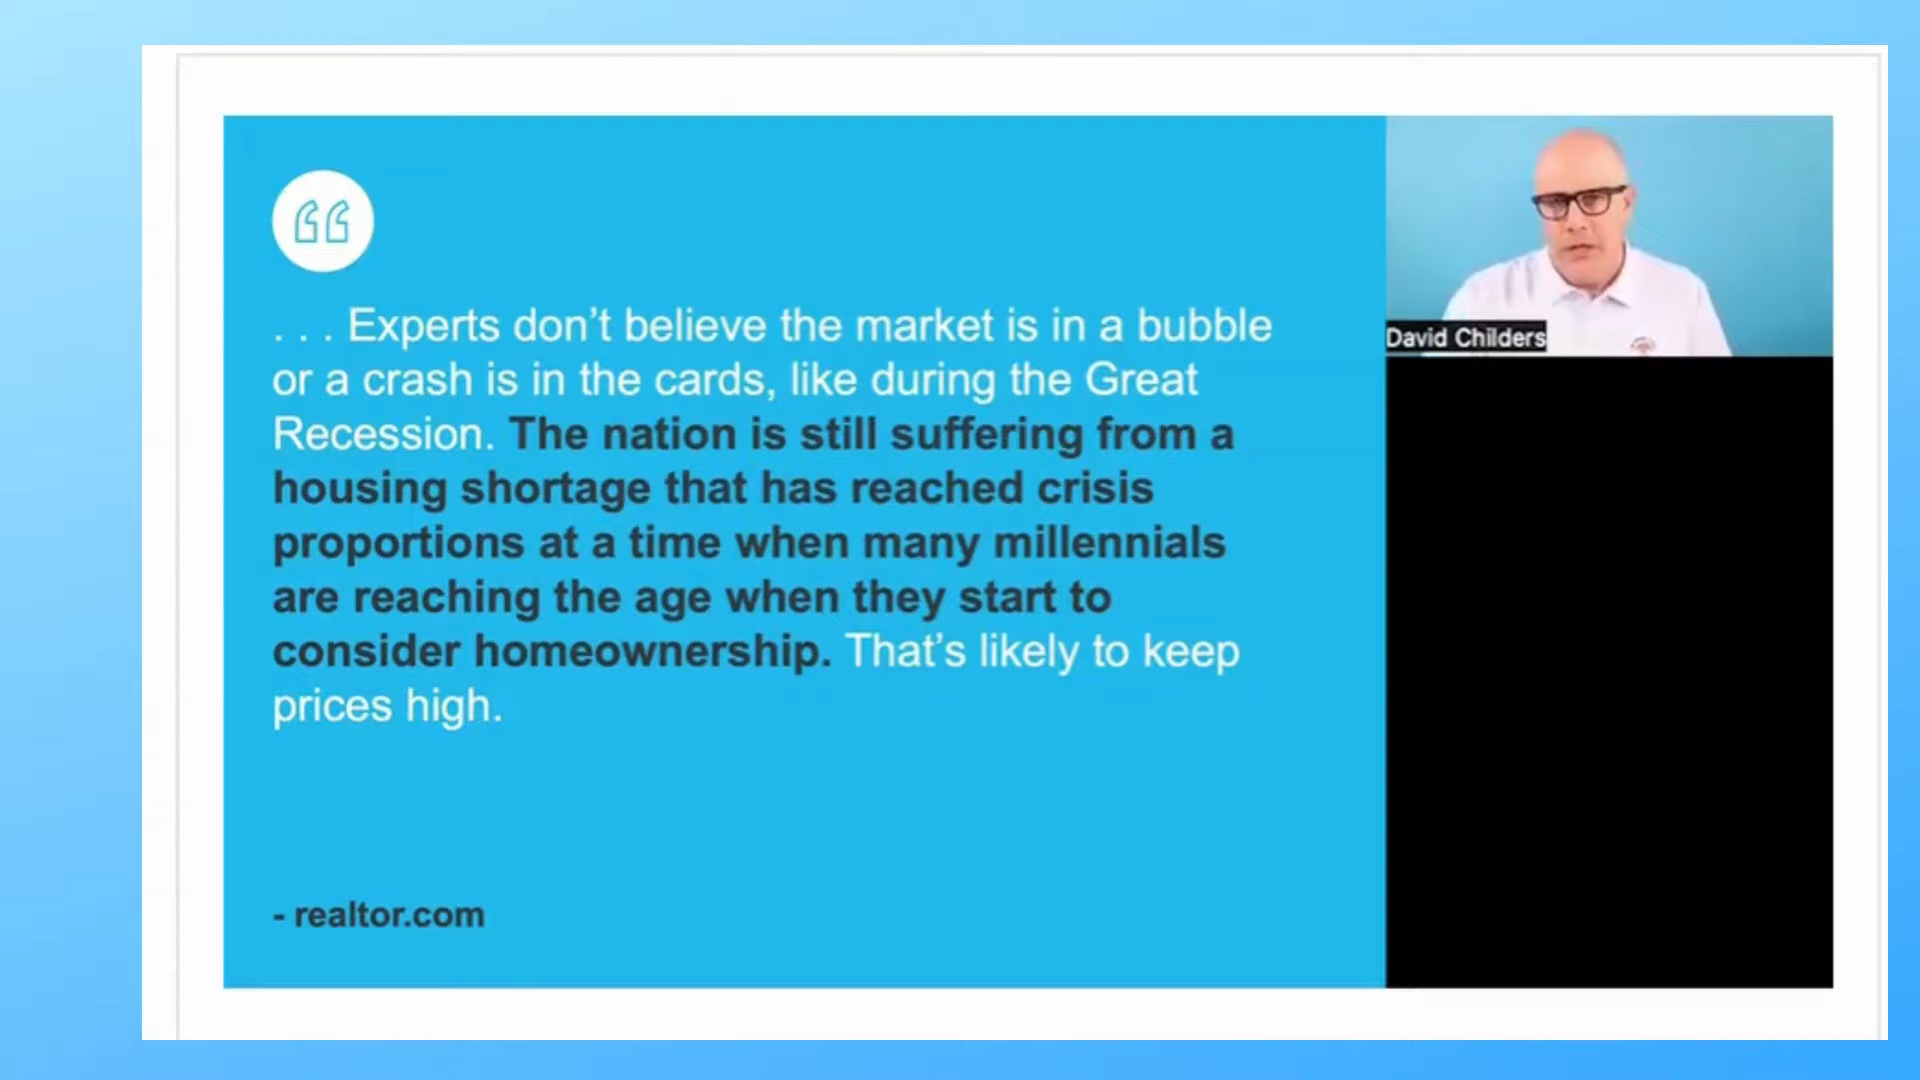 . . . Experts don’t believe the market is in a bubble
or a crash is in the cards, like during the Great
Recession. The nation is still suffering from a
housing shortage that has reached crisis
proportions at a time when many millennials
are reaching the age when they start to
consider homeownership. That’s likely to keep
prices high.
- realtor.com
David Childers